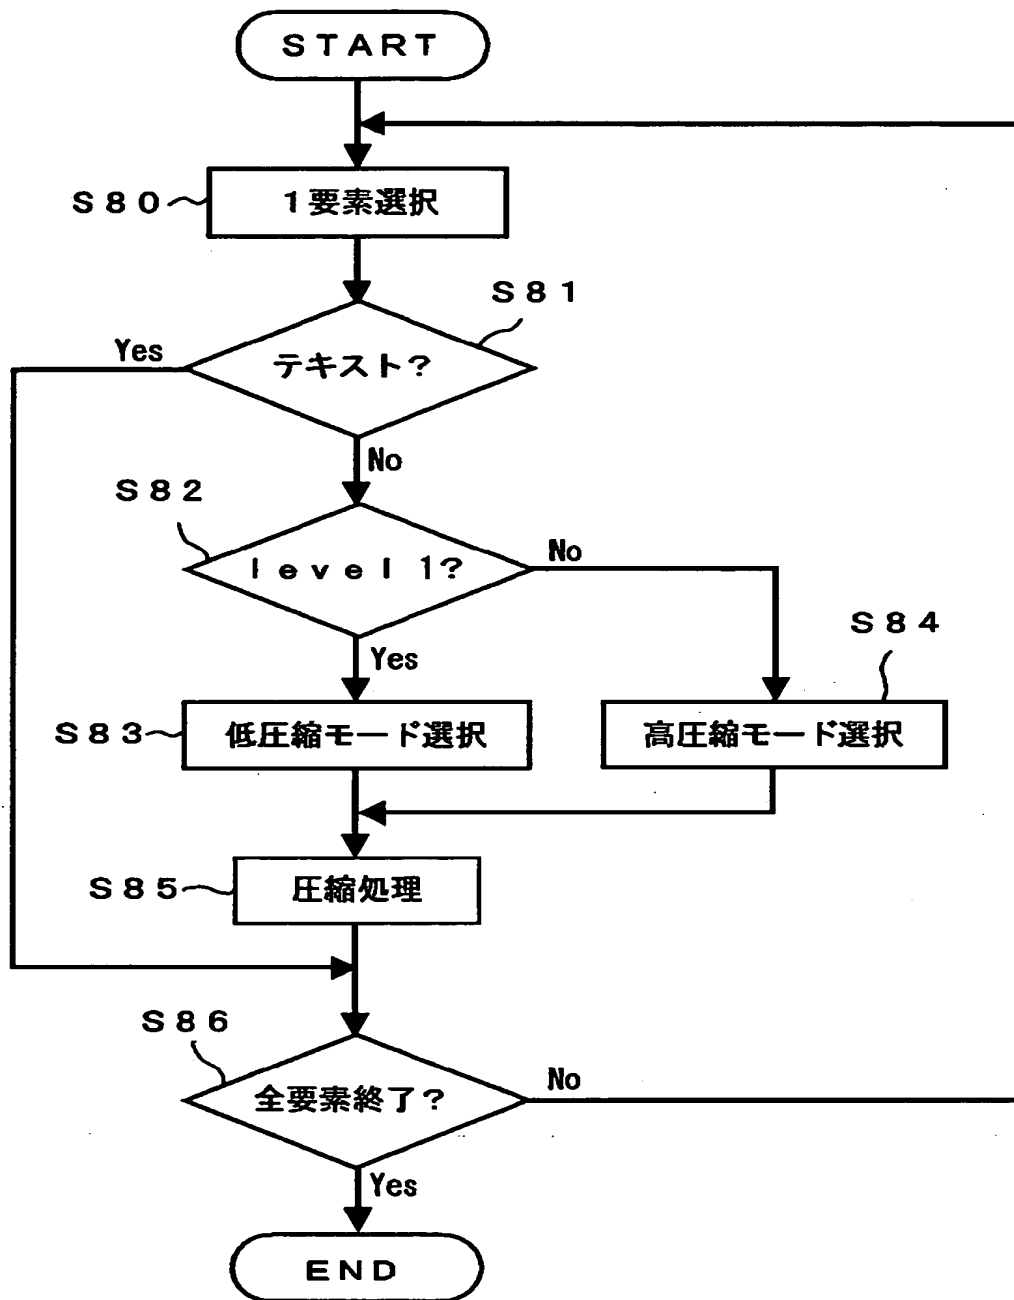 START
S80
1要素選択
S81
テキスト?
Yes
No
S82
level 1?
No
Yes
S84
S83
低圧縮モード選択
高圧縮モード選択
S85
圧縮処理
S86
全要素終了?
No
Yes
END